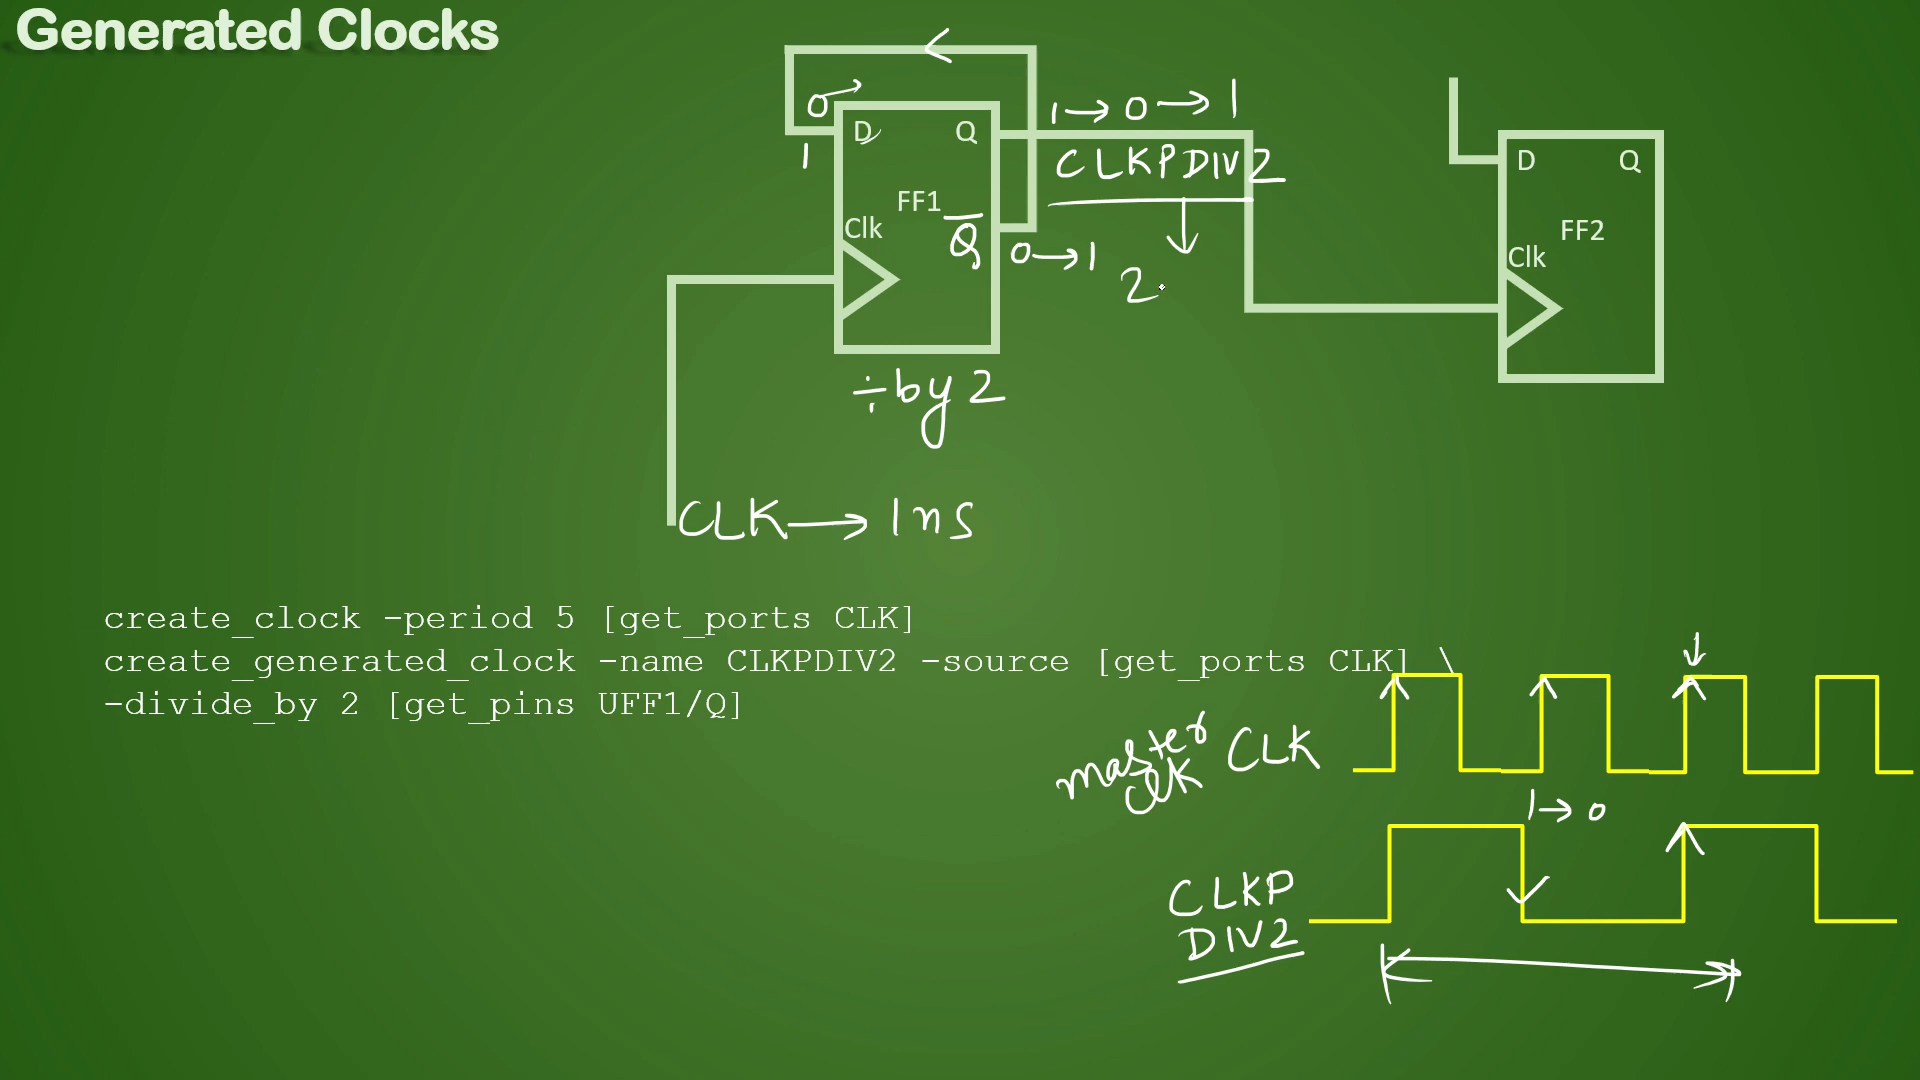 Generated Clocks
0 →
1 → 0 → 1
D
Q
1
CLKPDIV2
D
Q
FF1
Clk
Q
0 → 1
FF2
Clk
2
÷ by 2
CLK → 1ns
create_clock -period 5 [get_ports CLK]
create_generated_clock -name CLKPDIV2 -source [get_ports CLK] \
-divide_by 2 [get_pins UFF1/Q]
master CLK
CLK
1 → 0
CLKP
DIV2